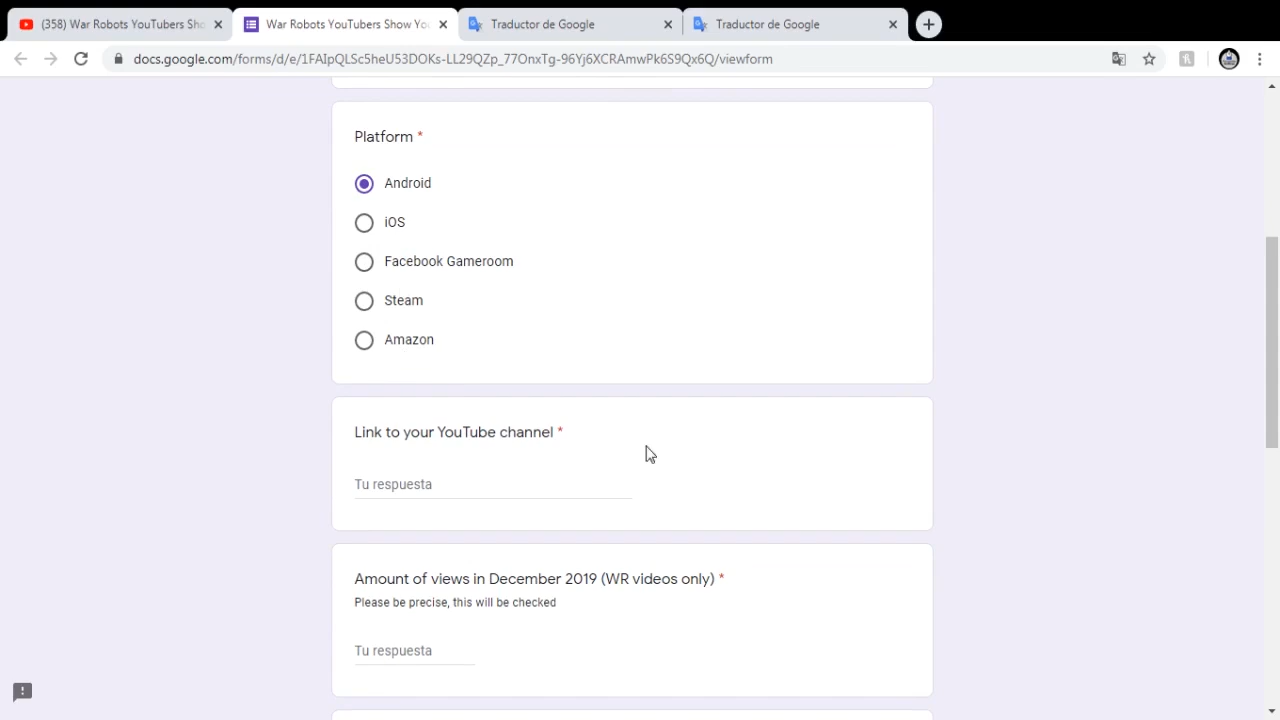 (358) War Robots YouTubers Sho
War Robots YouTubers Show Yo
Traductor de Google
Traductor de Google
docs.google.com/forms/d/e/1FAIpQLSc5heU53DOKs-LL29QZp_77OnxTg-96Yj6XCRAmwPk6S9Qx6Q/viewform
Platform *
Android
iOS
Facebook Gameroom
Steam
Amazon
Link to your YouTube channel *
Tu respuesta
Amount of views in December 2019 (WR videos only) *
Please be precise, this will be checked
Tu respuesta